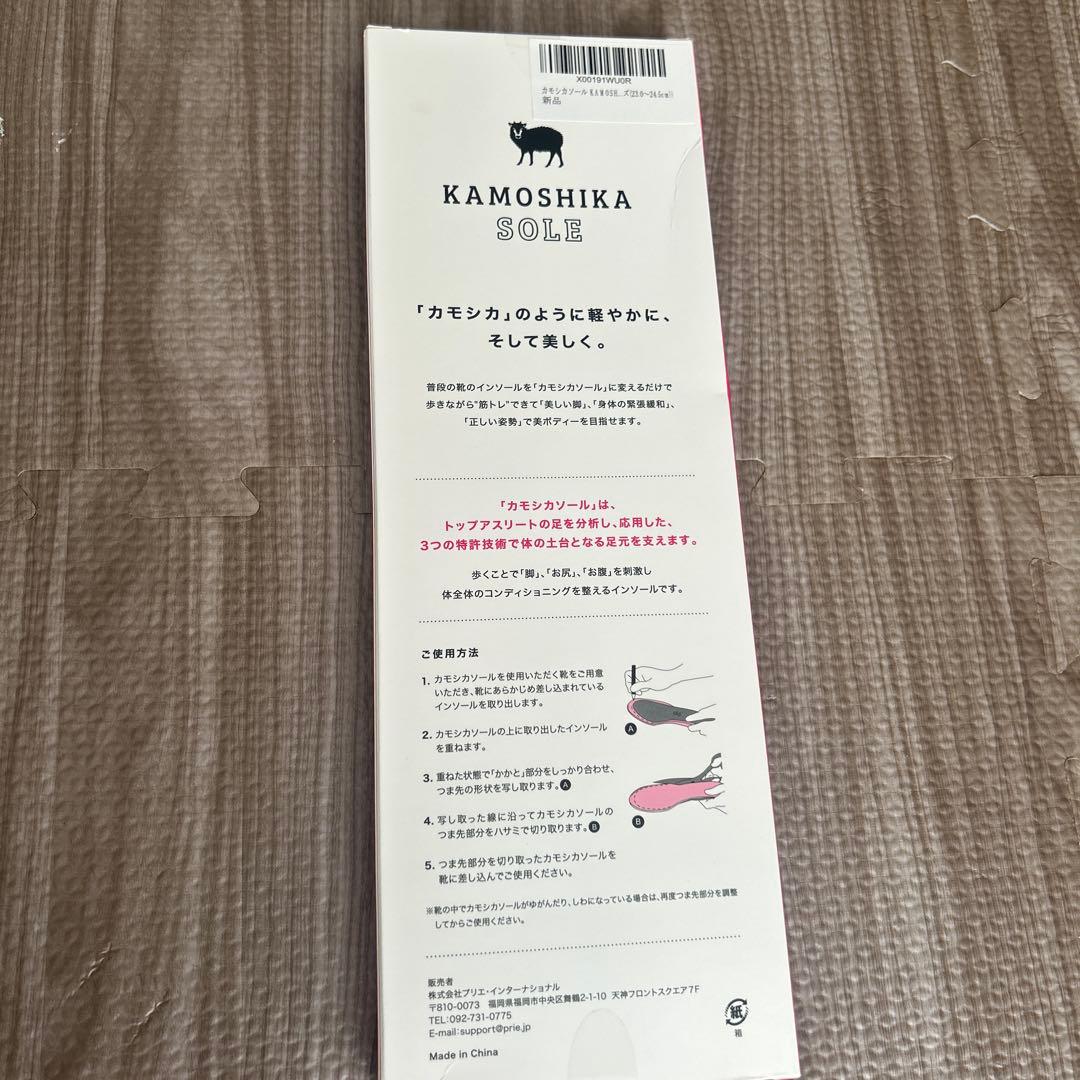 X00191WU0R
カモシカソール KAMOSH...ズ(23.0～24.5cm)
新品
KAMOSHIKA
SOLE
「カモシカ」のように軽やかに、
そして美しく。
普段の靴のインソールを「カモシカソール」に変えるだけで
歩きながら"筋トレ"できて「美しい脚」、「身体の緊張緩和」、
「正しい姿勢」で美ボディーを目指せます。
「カモシカソール」は、
トップアスリートの足を分析し、応用した、
3つの特許技術で体の土台となる足元を支えます。
歩くことで「脚」、「お尻」、「お腹」を刺激し
体全体のコンディショニングを整えるインソールです。
ご使用方法
1. カモシカソールを使用いただく靴をご用意
いただき、靴にあらかじめ差し込まれている
インソールを取り出します。
2. カモシカソールの上に取り出したインソール
を重ねます。
3. 重ねた状態で「かかと」部分をしっかり合わせ、
つま先の形状を写し取ります。A
4. 写し取った線に沿ってカモシカソールの
つま先部分をハサミで切り取ります。B
5. つま先部分を切り取ったカモシカソールを
靴に差し込んでご使用ください。
A
B
※靴の中でカモシカソールがゆがんだり、しわになっている場合は、再度つま先部分を調整
してからご使用ください。
販売者
株式会社プリエ・インターナショナル
〒810-0073 福岡県福岡市中央区舞鶴2-1-10 天神フロントスクエア7F
TEL:092-731-0775
E-mail:support@prie.jp
Made in China
紙
箱